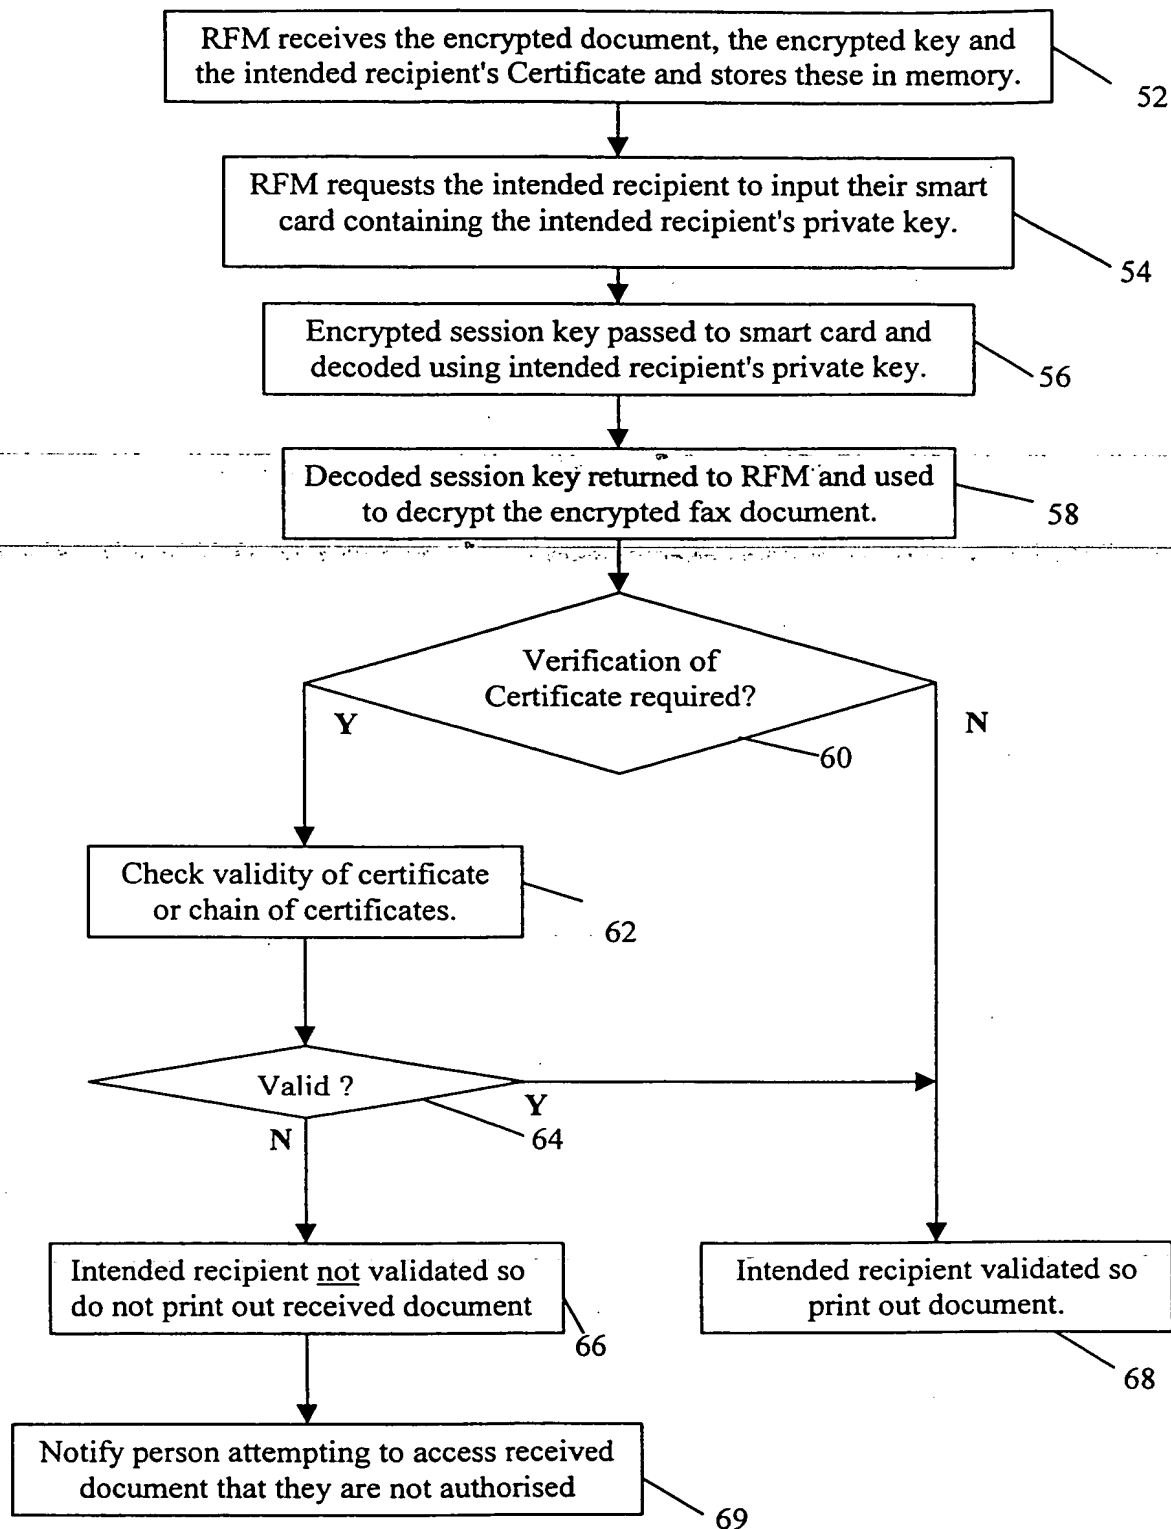 RFM receives the encrypted document, the encrypted key and
the intended recipient's Certificate and stores these in memory.
52
RFM requests the intended recipient to input their smart
card containing the intended recipient's private key.
54
Encrypted session key passed to smart card and
decoded using intended recipient's private key.
56
Decoded session key returned to RFM and used
to decrypt the encrypted fax document.
58
Verification of
Certificate required?
Y
N
60
Check validity of certificate
or chain of certificates.
62
Valid ?
Y
N
64
Intended recipient not validated so
do not print out received document
66
Intended recipient validated so
print out document.
68
Notify person attempting to access received
document that they are not authorised
69